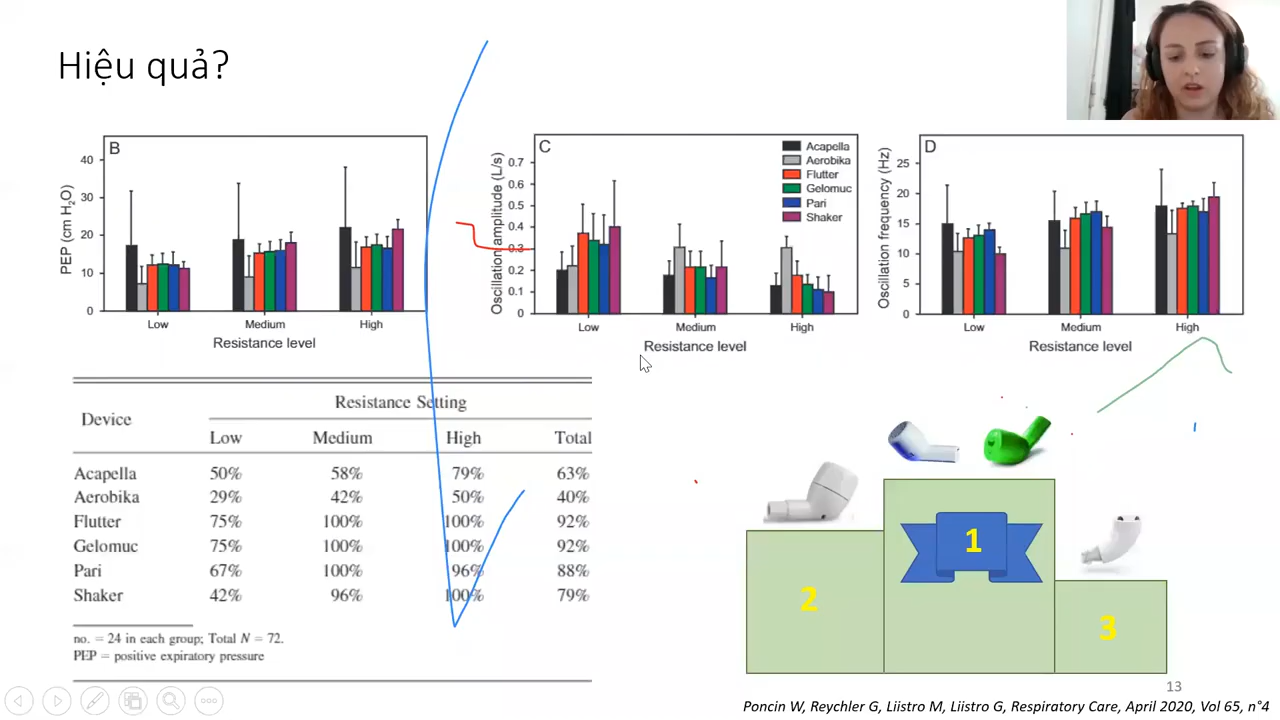 Hiệu quả?
B
40
30
20
10
0
PEP (cm H₂O)
Low Medium High
Resistance level
C
0.7
0.6
0.5
0.4
0.3
0.2
0.1
0
Oscillation amplitude (L/s)
Acapella
Aerobika
Flutter
Gelomuc
Pari
Shaker
Low Medium High
Resistance level
D
25
20
15
10
5
0
Oscillation frequency (Hz)
Low Medium High
Resistance level
Device Resistance Setting
Low Medium High Total
Acapella 50% 58% 79% 63%
Aerobika 29% 42% 50% 40%
Flutter 75% 100% 100% 92%
Gelomuc 75% 100% 100% 92%
Pari 67% 100% 96% 88%
Shaker 42% 96% 100% 79%
no. = 24 in each group; Total N = 72.
PEP = positive expiratory pressure
1
2
3
13
Poncin W, Reychler G, Liistro M, Liistro G, Respiratory Care, April 2020, Vol 65, n°4